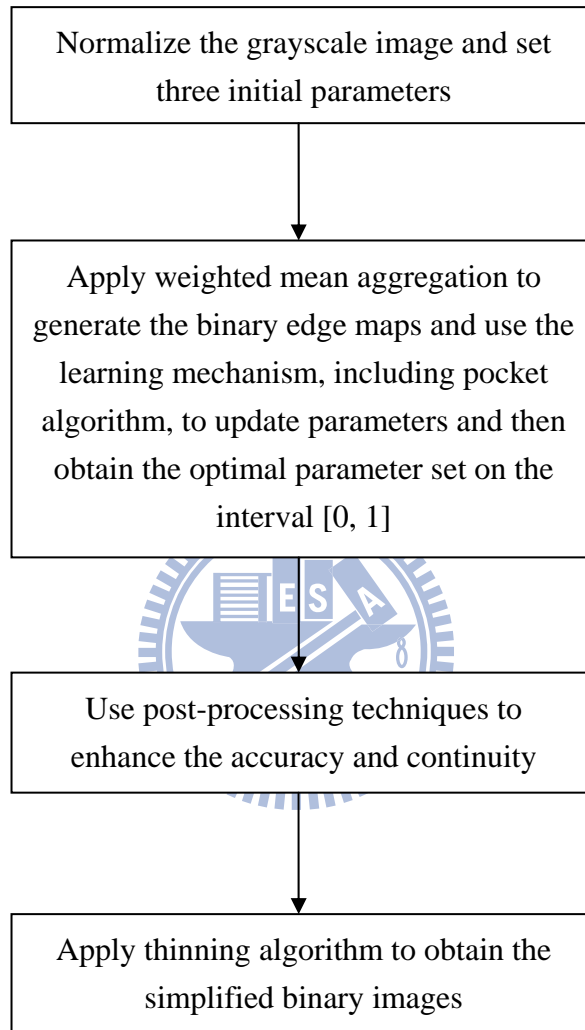 Normalize the grayscale image and set
three initial parameters
Apply weighted mean aggregation to
generate the binary edge maps and use the
learning mechanism, including pocket
algorithm, to update parameters and then
obtain the optimal parameter set on the
interval [0, 1]
E S A
Use post-processing techniques to
enhance the accuracy and continuity
Apply thinning algorithm to obtain the
simplified binary images